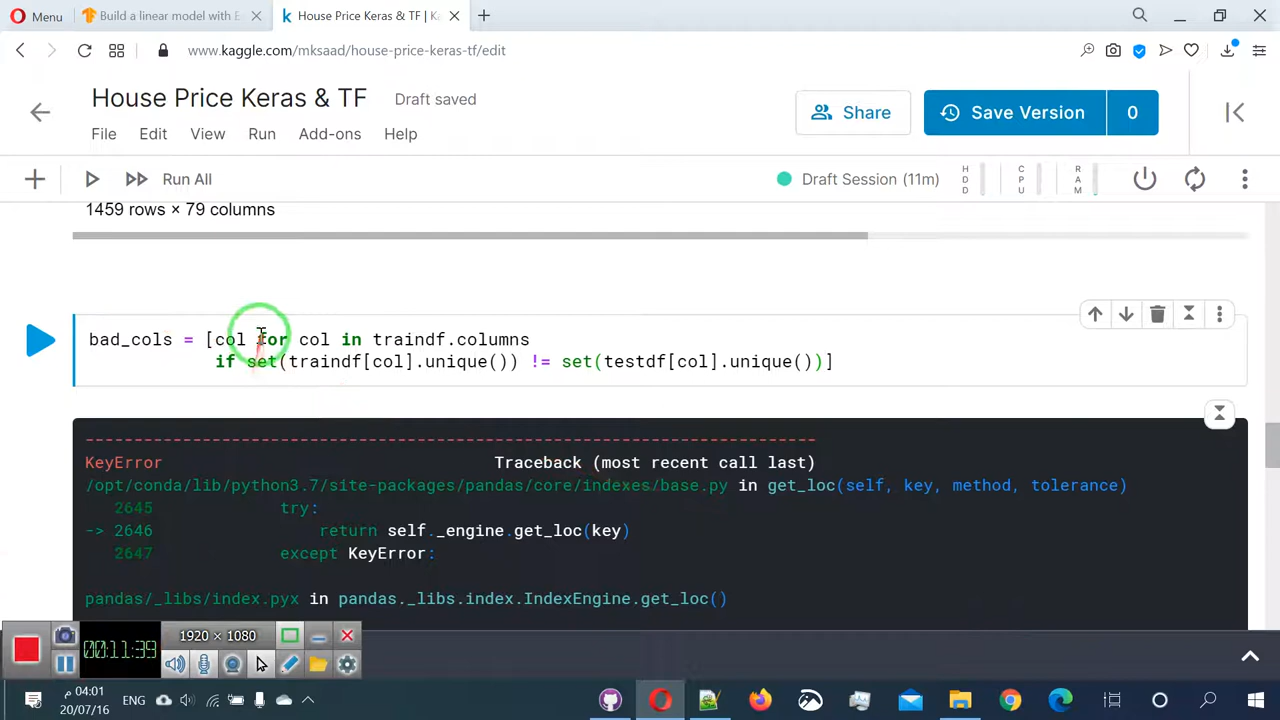 Menu
Build a linear model with E
House Price Keras & TF | Ka
www.kaggle.com/mksaad/house-price-keras-tf/edit
House Price Keras & TF
Draft saved
Share
Save Version
0
File Edit View Run Add-ons Help
Run All
Draft Session (11m)
HDD
CPU
RAM
1459 rows × 79 columns
bad_cols = [col for col in traindf.columns
if set(traindf[col].unique()) != set(testdf[col].unique())]
---------------------------------------------------------------------------
KeyError Traceback (most recent call last)
/opt/conda/lib/python3.7/site-packages/pandas/core/indexes/base.py in get_loc(self, key, method, tolerance)
2645 try:
-> 2646 return self._engine.get_loc(key)
2647 except KeyError:
pandas/_libs/index.pyx in pandas._libs.index.IndexEngine.get_loc()
00:11:39
1920 × 1080
04:01 م
20/07/16
ENG